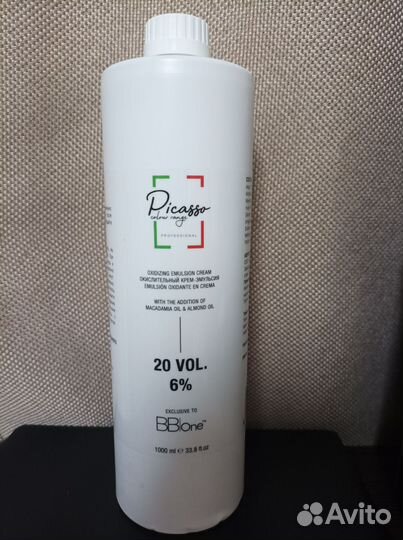 Picasso
colour range
PROFESSIONAL
OXIDIZING EMULSION CREAM
ОКИСЛИТЕЛЬНЫЙ КРЕМ-ЭМУЛЬСИЯ
EMULSIÓN OXIDANTE EN CREMA
WITH THE ADDITION OF
MACADAMIA OIL & ALMOND OIL
20 VOL.
6%
EXCLUSIVE TO
BBone™
1000 ml ℮ 33.8 fl.oz
Avito